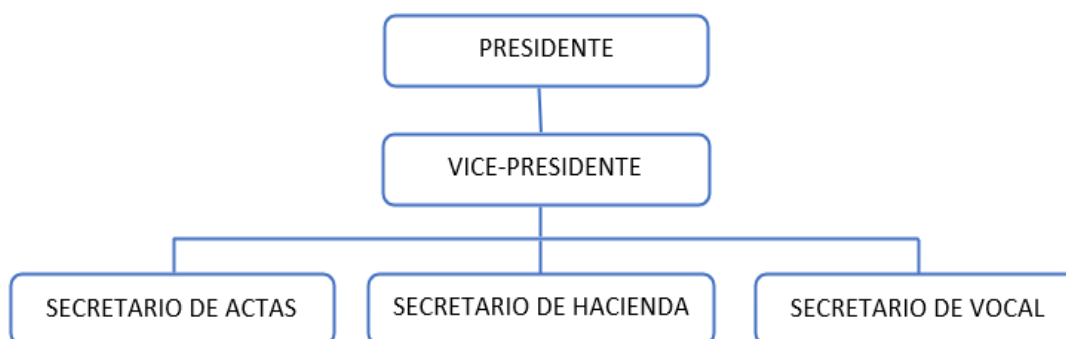 PRESIDENTE
VICE-PRESIDENTE
SECRETARIO DE ACTAS
SECRETARIO DE HACIENDA
SECRETARIO DE VOCAL